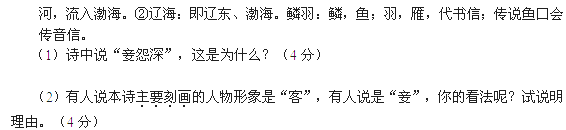 河，流入渤海。②辽海：即辽东、渤海。鳞羽：鳞，鱼；羽，雁，代书信；传说鱼口会
传音信。
（1）诗中说“妾怨深”，这是为什么？（4 分）
（2）有人说本诗主要刻画的人物形象是“客”，有人说是“妾”，你的看法呢？试说明
理由。（4 分）